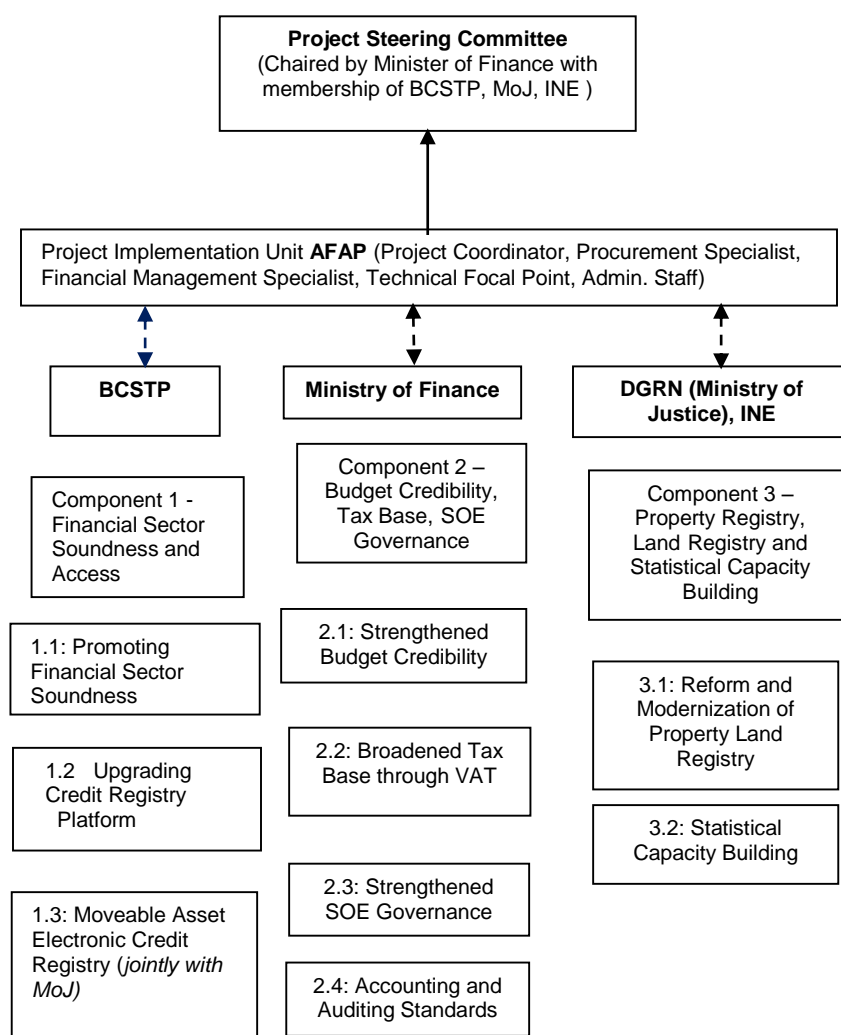 Project Steering Committee
(Chaired by Minister of Finance with
membership of BCSTP, MoJ, INE )
Project Implementation Unit AFAP (Project Coordinator, Procurement Specialist,
Financial Management Specialist, Technical Focal Point, Admin. Staff)
BCSTP
Component 1 -
Financial Sector
Soundness and
Access
1.1: Promoting
Financial Sector
Soundness
1.2 Upgrading
Credit Registry
Platform
1.3: Moveable Asset
Electronic Credit
Registry (jointly with
MoJ)
Ministry of Finance
Component 2 –
Budget Credibility,
Tax Base, SOE
Governance
2.1: Strengthened
Budget Credibility
2.2: Broadened Tax
Base through VAT
2.3: Strengthened
SOE Governance
2.4: Accounting and
Auditing Standards
DGRN (Ministry of
Justice), INE
Component 3 –
Property Registry,
Land Registry and
Statistical Capacity
Building
3.1: Reform and
Modernization of
Property Land
Registry
3.2: Statistical
Capacity Building